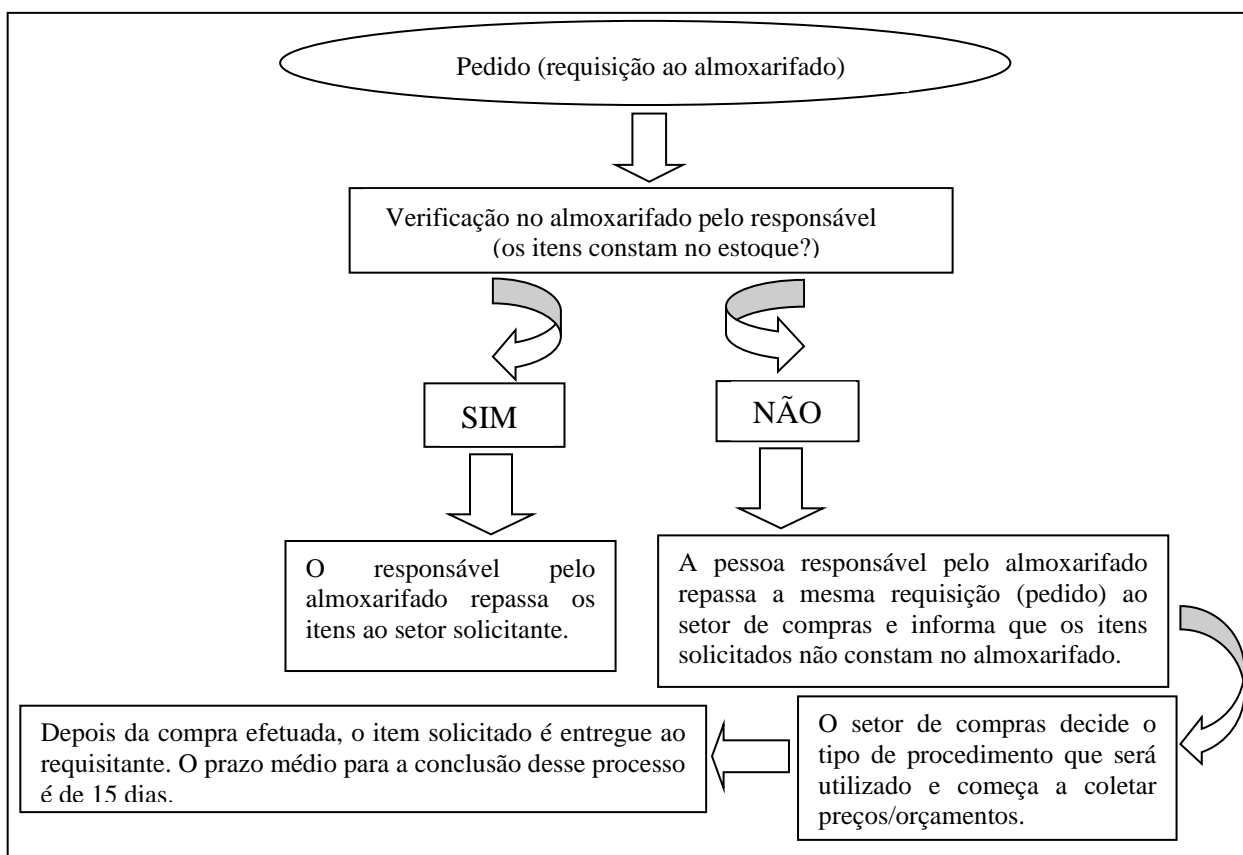 Pedido (requisição ao almoxarifado)
Verificação no almoxarifado pelo responsável
(os itens constam no estoque?)
SIM
NÃO
O responsável pelo
almoxarifado repassa os
itens ao setor solicitante.
A pessoa responsável pelo almoxarifado
repassa a mesma requisição (pedido) ao
setor de compras e informa que os itens
solicitados não constam no almoxarifado.
O setor de compras decide o
tipo de procedimento que será
utilizado e começa a coletar
preços/orçamentos.
Depois da compra efetuada, o item solicitado é entregue ao
requisitante. O prazo médio para a conclusão desse processo
é de 15 dias.